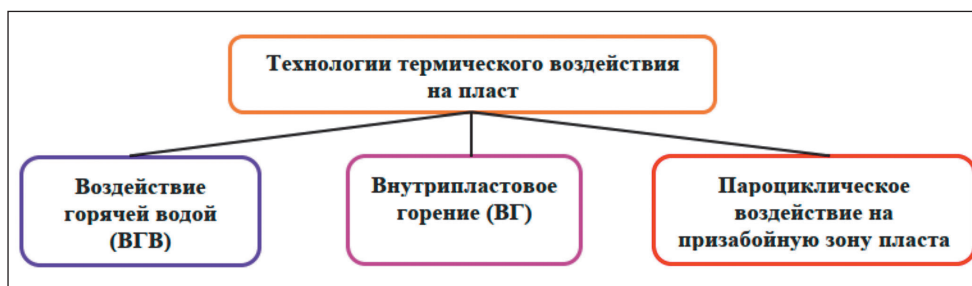 Технологии термического воздействия
на пласт
Воздействие
горячей водой
(ВГВ)
Внутрипластовое
горение (ВГ)
Пароциклическое
воздействие на
призабойную зону пласта